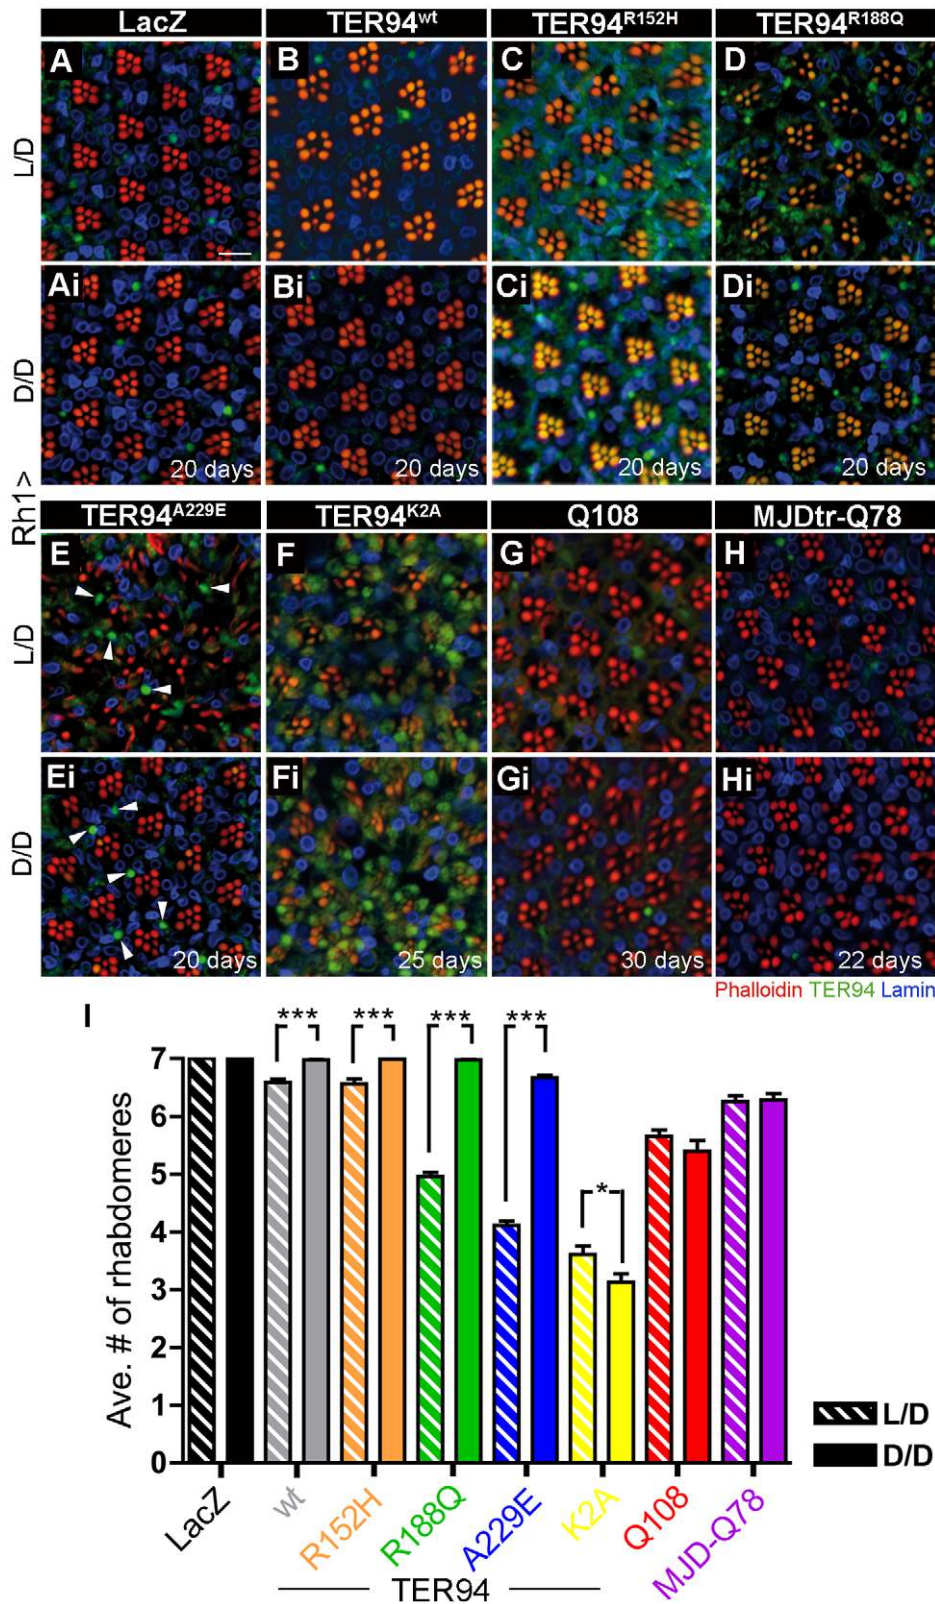 LacZ TER94wt TER94R152H TER94R188Q
L/D A B C D
D/D Ai Bi Ci Di
20 days 20 days 20 days 20 days
Rh1>
TER94A229E TER94K2A Q108 MJDtr-Q78
L/D E F G H
D/D Ei Fi Gi Hi
20 days 25 days 30 days 22 days
Phalloidin TER94 Lamin
I
*** *** *** ***
*
Ave. # of rhabdomeres
7
6
5
4
3
2
1
0
L/D
D/D
LacZ wt R152H R188Q A229E K2A Q108 MJD-Q78
TER94